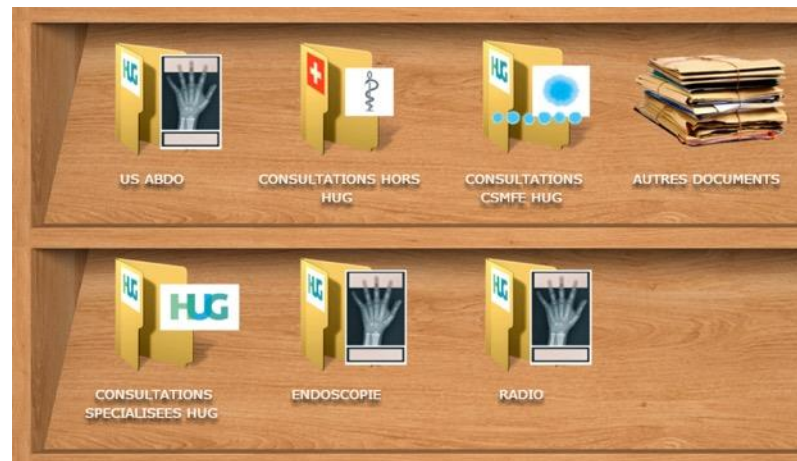 HUG
HUG
HUG
US ABDO
CONSULTATIONS HORS
HUG
CONSULTATIONS
CSMFE HUG
AUTRES DOCUMENTS
HUG
HUG
HUG
HUG
CONSULTATIONS
SPECIALISEES HUG
ENDOSCOPIE
RADIO